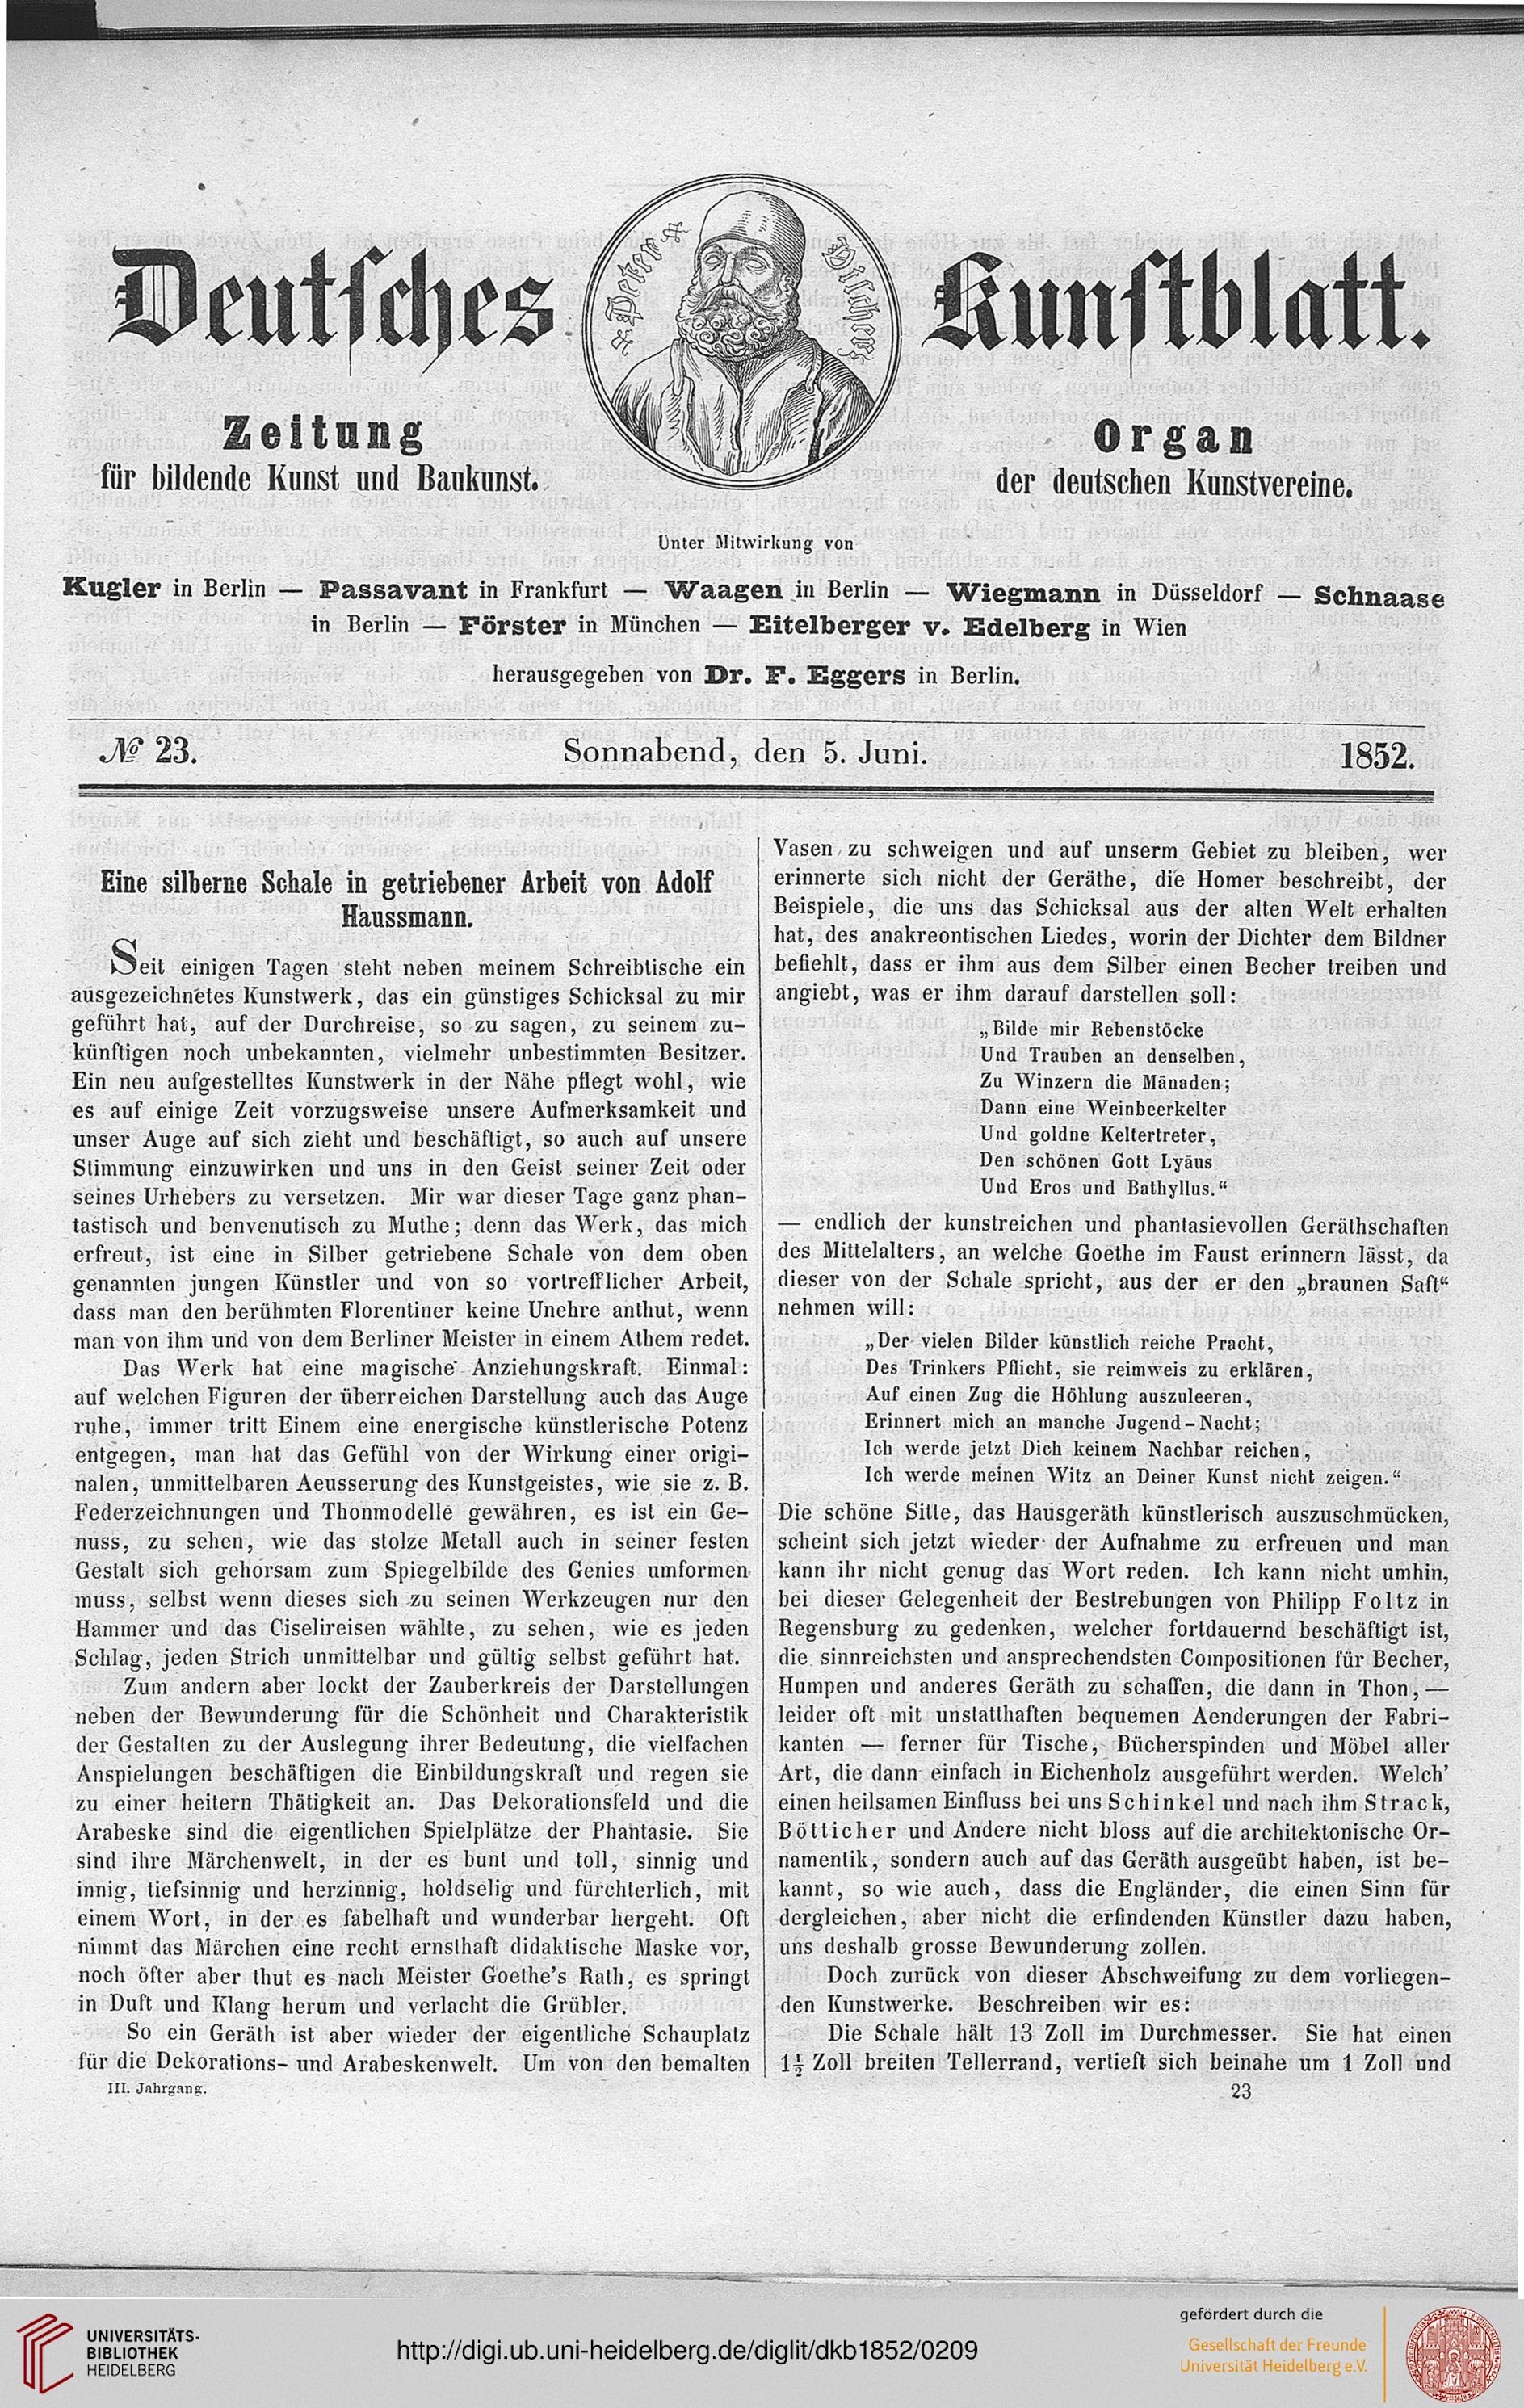 Deutsches
Peter Vischer
Kunstblatt.
Zeitung
für bildende Kunst und Baukunst.
Organ
der deutschen Kunstvereine.
Unter Mitwirkung von
Kugler in Berlin — Passavant in Frankfurt — Waagen in Berlin — Wiegmann in Düsseldorf — Schnaase
in Berlin — Förster in München — Eitelberger v. Edelberg in Wien
herausgegeben von Dr. F. Eggers in Berlin.
№ 23. Sonnabend, den 5. Juni. 1852.
Eine silberne Schale in getriebener Arbeit von Adolf
Haussmann.
Seit einigen Tagen steht neben meinem Schreibtische ein
ausgezeichnetes Kunstwerk, das ein günstiges Schicksal zu mir
geführt hat, auf der Durchreise, so zu sagen, zu seinem zu-
künftigen noch unbekannten, vielmehr unbestimmten Besitzer.
Ein neu aufgestelltes Kunstwerk in der Nähe pflegt wohl, wie
es auf einige Zeit vorzugsweise unsere Aufmerksamkeit und
unser Auge auf sich zieht und beschäftigt, so auch auf unsere
Stimmung einzuwirken und uns in den Geist seiner Zeit oder
seines Urhebers zu versetzen. Mir war dieser Tage ganz phan-
tastisch und benvenutisch zu Muthe; denn das Werk, das mich
erfreut, ist eine in Silber getriebene Schale von dem oben
genannten jungen Künstler und von so vortrefflicher Arbeit,
dass man den berühmten Florentiner keine Unehre anthut, wenn
man von ihm und von dem Berliner Meister in einem Athem redet.
Das Werk hat eine magische Anziehungskraft. Einmal:
auf welchen Figuren der überreichen Darstellung auch das Auge
ruhe, immer tritt Einem eine energische künstlerische Potenz
entgegen, man hat das Gefühl von der Wirkung einer origi-
nalen, unmittelbaren Aeusserung des Kunstgeistes, wie sie z. B.
Federzeichnungen und Thonmodelle gewähren, es ist ein Ge-
nuss, zu sehen, wie das stolze Metall auch in seiner festen
Gestalt sich gehorsam zum Spiegelbilde des Genies umformen
muss, selbst wenn dieses sich zu seinen Werkzeugen nur den
Hammer und das Ciselireisen wählte, zu sehen, wie es jeden
Schlag, jeden Strich unmittelbar und gültig selbst geführt hat.
Zum andern aber lockt der Zauberkreis der Darstellungen
neben der Bewunderung für die Schönheit und Charakteristik
der Gestalten zu der Auslegung ihrer Bedeutung, die vielfachen
Anspielungen beschäftigen die Einbildungskraft und regen sie
zu einer heitern Thätigkeit an. Das Dekorationsfeld und die
Arabeske sind die eigentlichen Spielplätze der Phantasie. Sie
sind ihre Märchenwelt, in der es bunt und toll, sinnig und
innig, tiefsinnig und herzinnig, holdselig und fürchterlich, mit
einem Wort, in der es fabelhaft und wunderbar hergeht. Oft
nimmt das Märchen eine recht ernsthaft didaktische Maske vor,
noch öfter aber thut es nach Meister Goethe's Rath, es springt
in Duft und Klang herum und verlacht die Grübler.
So ein Geräth ist aber wieder der eigentliche Schauplatz
für die Dekorations- und Arabeskenwelt. Um von den bemalten
III. Jahrgang.
Vasen zu schweigen und auf unserm Gebiet zu bleiben, wer
erinnerte sich nicht der Geräthe, die Homer beschreibt, der
Beispiele, die uns das Schicksal aus der alten Welt erhalten
hat, des anakreontischen Liedes, worin der Dichter dem Bildner
befiehlt, dass er ihm aus dem Silber einen Becher treiben und
angiebt, was er ihm darauf darstellen soll:
„Bilde mir Rebenstöcke
Und Trauben an denselben,
Zu Winzern die Mänaden;
Dann eine Weinbeerkelter
Und goldne Keltertreter,
Den schönen Gott Lyäus
Und Eros und Bathyllus.“
— endlich der kunstreichen und phantasievollen Geräthschaften
des Mittelalters, an welche Goethe im Faust erinnern lässt, da
dieser von der Schale spricht, aus der er den „braunen Saft“
nehmen will:
„Der vielen Bilder künstlich reiche Pracht,
Des Trinkers Pflicht, sie reimweis zu erklären,
Auf einen Zug die Höhlung auszuleeren,
Erinnert mich an manche Jugend-Nacht;
Ich werde jetzt Dich keinem Nachbar reichen,
Ich werde meinen Witz an Deiner Kunst nicht zeigen.“
Die schöne Sitte, das Hausgeräth künstlerisch auszuschmücken,
scheint sich jetzt wieder der Aufnahme zu erfreuen und man
kann ihr nicht genug das Wort reden. Ich kann nicht umhin,
bei dieser Gelegenheit der Bestrebungen von Philipp Foltz in
Regensburg zu gedenken, welcher fortdauernd beschäftigt ist,
die sinnreichsten und ansprechendsten Compositionen für Becher,
Humpen und anderes Geräth zu schaffen, die dann in Thon, —
leider oft mit unstatthaften bequemen Aenderungen der Fabri-
kanten — ferner für Tische, Bücherspinden und Möbel aller
Art, die dann einfach in Eichenholz ausgeführt werden. Welch'
einen heilsamen Einfluss bei uns Schinkel und nach ihm Strack,
Bötticher und Andere nicht bloss auf die architektonische Or-
namentik, sondern auch auf das Geräth ausgeübt haben, ist be-
kannt, so wie auch, dass die Engländer, die einen Sinn für
dergleichen, aber nicht die erfindenden Künstler dazu haben,
uns deshalb grosse Bewunderung zollen.
Doch zurück von dieser Abschweifung zu dem vorliegen-
den Kunstwerke. Beschreiben wir es:
Die Schale hält 13 Zoll im Durchmesser. Sie hat einen
1½ Zoll breiten Tellerrand, vertieft sich beinahe um 1 Zoll und
23
UNIVERSITÄTS-
BIBLIOTHEK
HEIDELBERG
http://digi.ub.uni-heidelberg.de/diglit/dkb1852/0209
gefördert durch die
Gesellschaft der Freunde
Universität Heidelberg e.V.